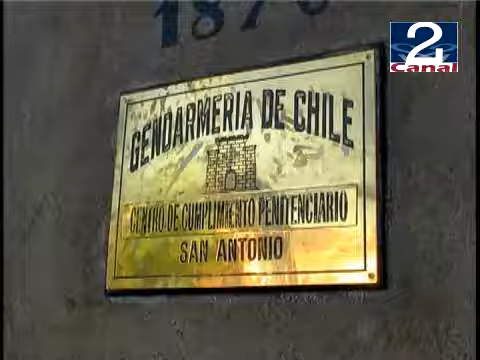 2
Canal
GENDARMERIA DE CHILE
CENTRO DE CUMPLIMIENTO PENITENCIARIO
SAN ANTONIO